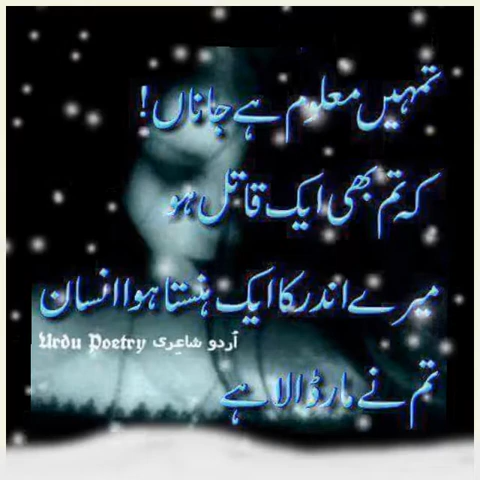 تمہیں معلوم ہے جاناں!
کہ تم بھی ایک قاتل ہو
میرے اندر کا ایک ہنستا ہوا انسان
Urdu Poetry اُردو شاعری
تم نے مار ڈالا ہے